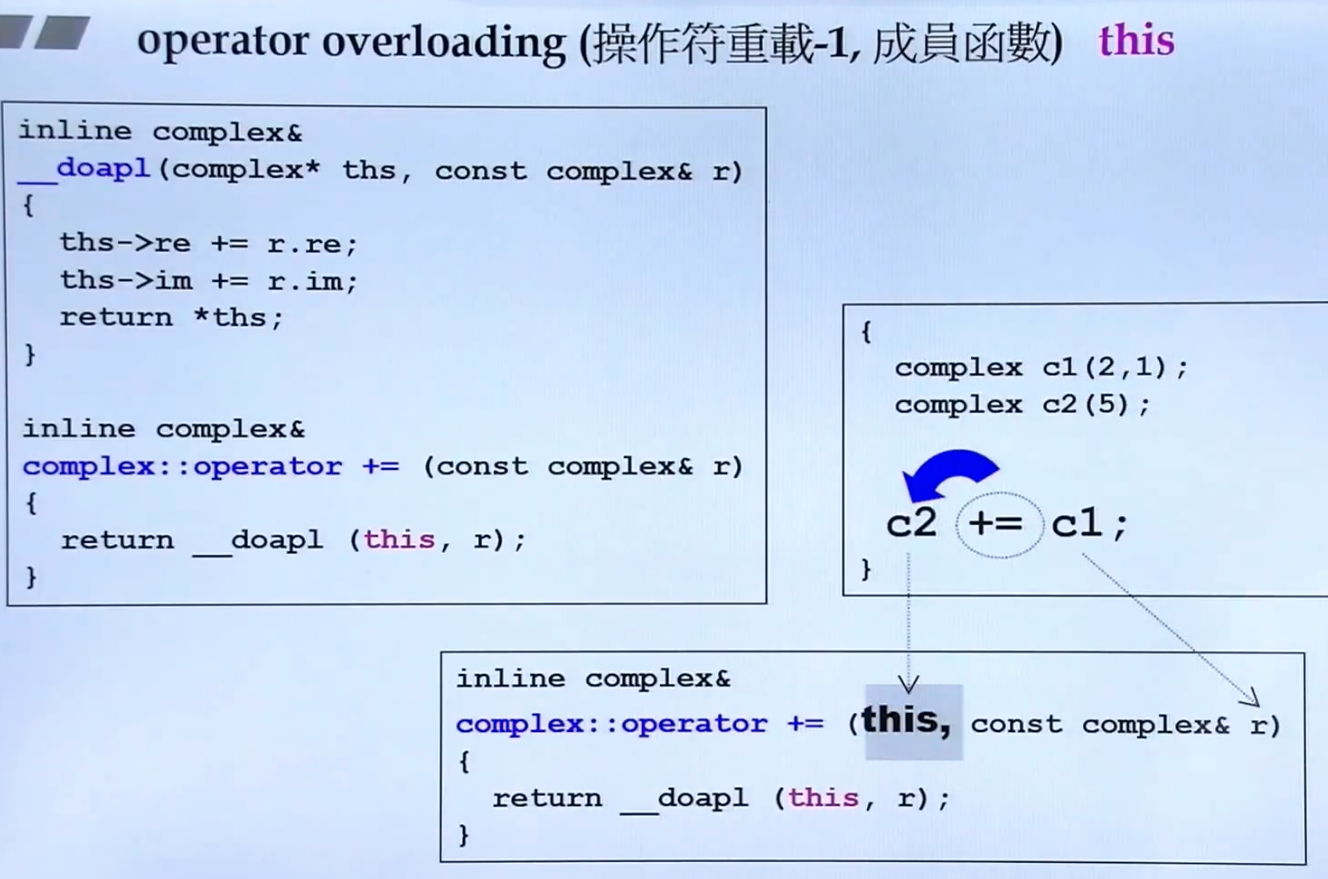 operator overloading (操作符重載-1, 成員函數) this
inline complex&
__doapl(complex* ths, const complex& r)
{
ths->re += r.re;
ths->im += r.im;
return *ths;
}
inline complex&
complex::operator += (const complex& r)
{
return __doapl (this, r);
}
{
complex c1(2,1);
complex c2(5);
c2 += c1;
}
inline complex&
complex::operator += (this, const complex& r)
{
return __doapl (this, r);
}